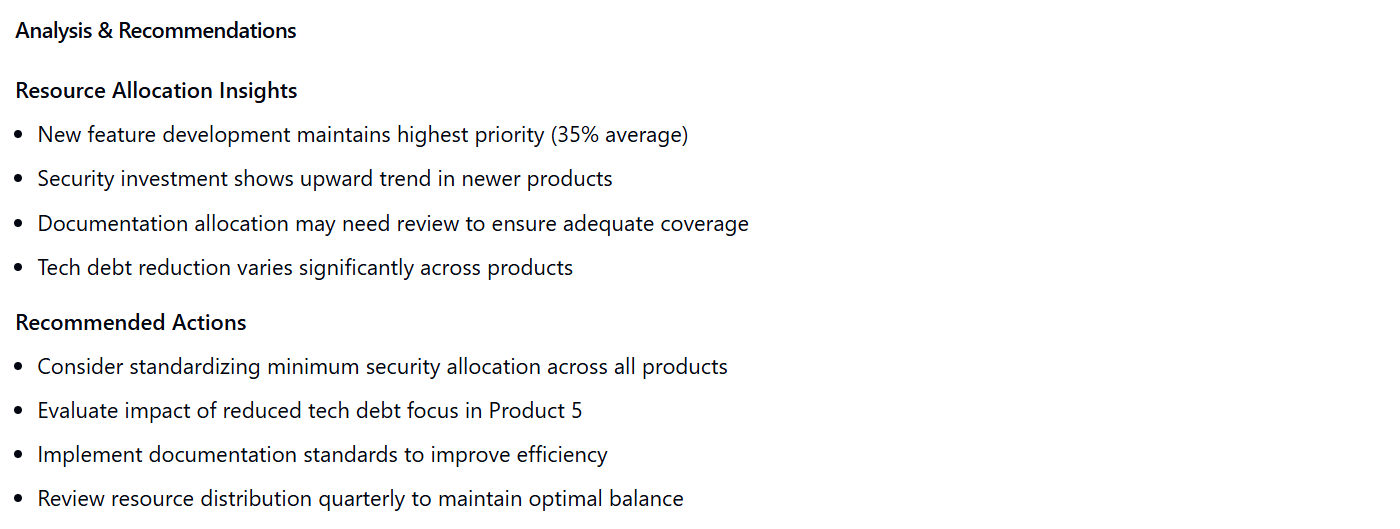 Analysis & Recommendations
Resource Allocation Insights
• New feature development maintains highest priority (35% average)
• Security investment shows upward trend in newer products
• Documentation allocation may need review to ensure adequate coverage
• Tech debt reduction varies significantly across products
Recommended Actions
• Consider standardizing minimum security allocation across all products
• Evaluate impact of reduced tech debt focus in Product 5
• Implement documentation standards to improve efficiency
• Review resource distribution quarterly to maintain optimal balance